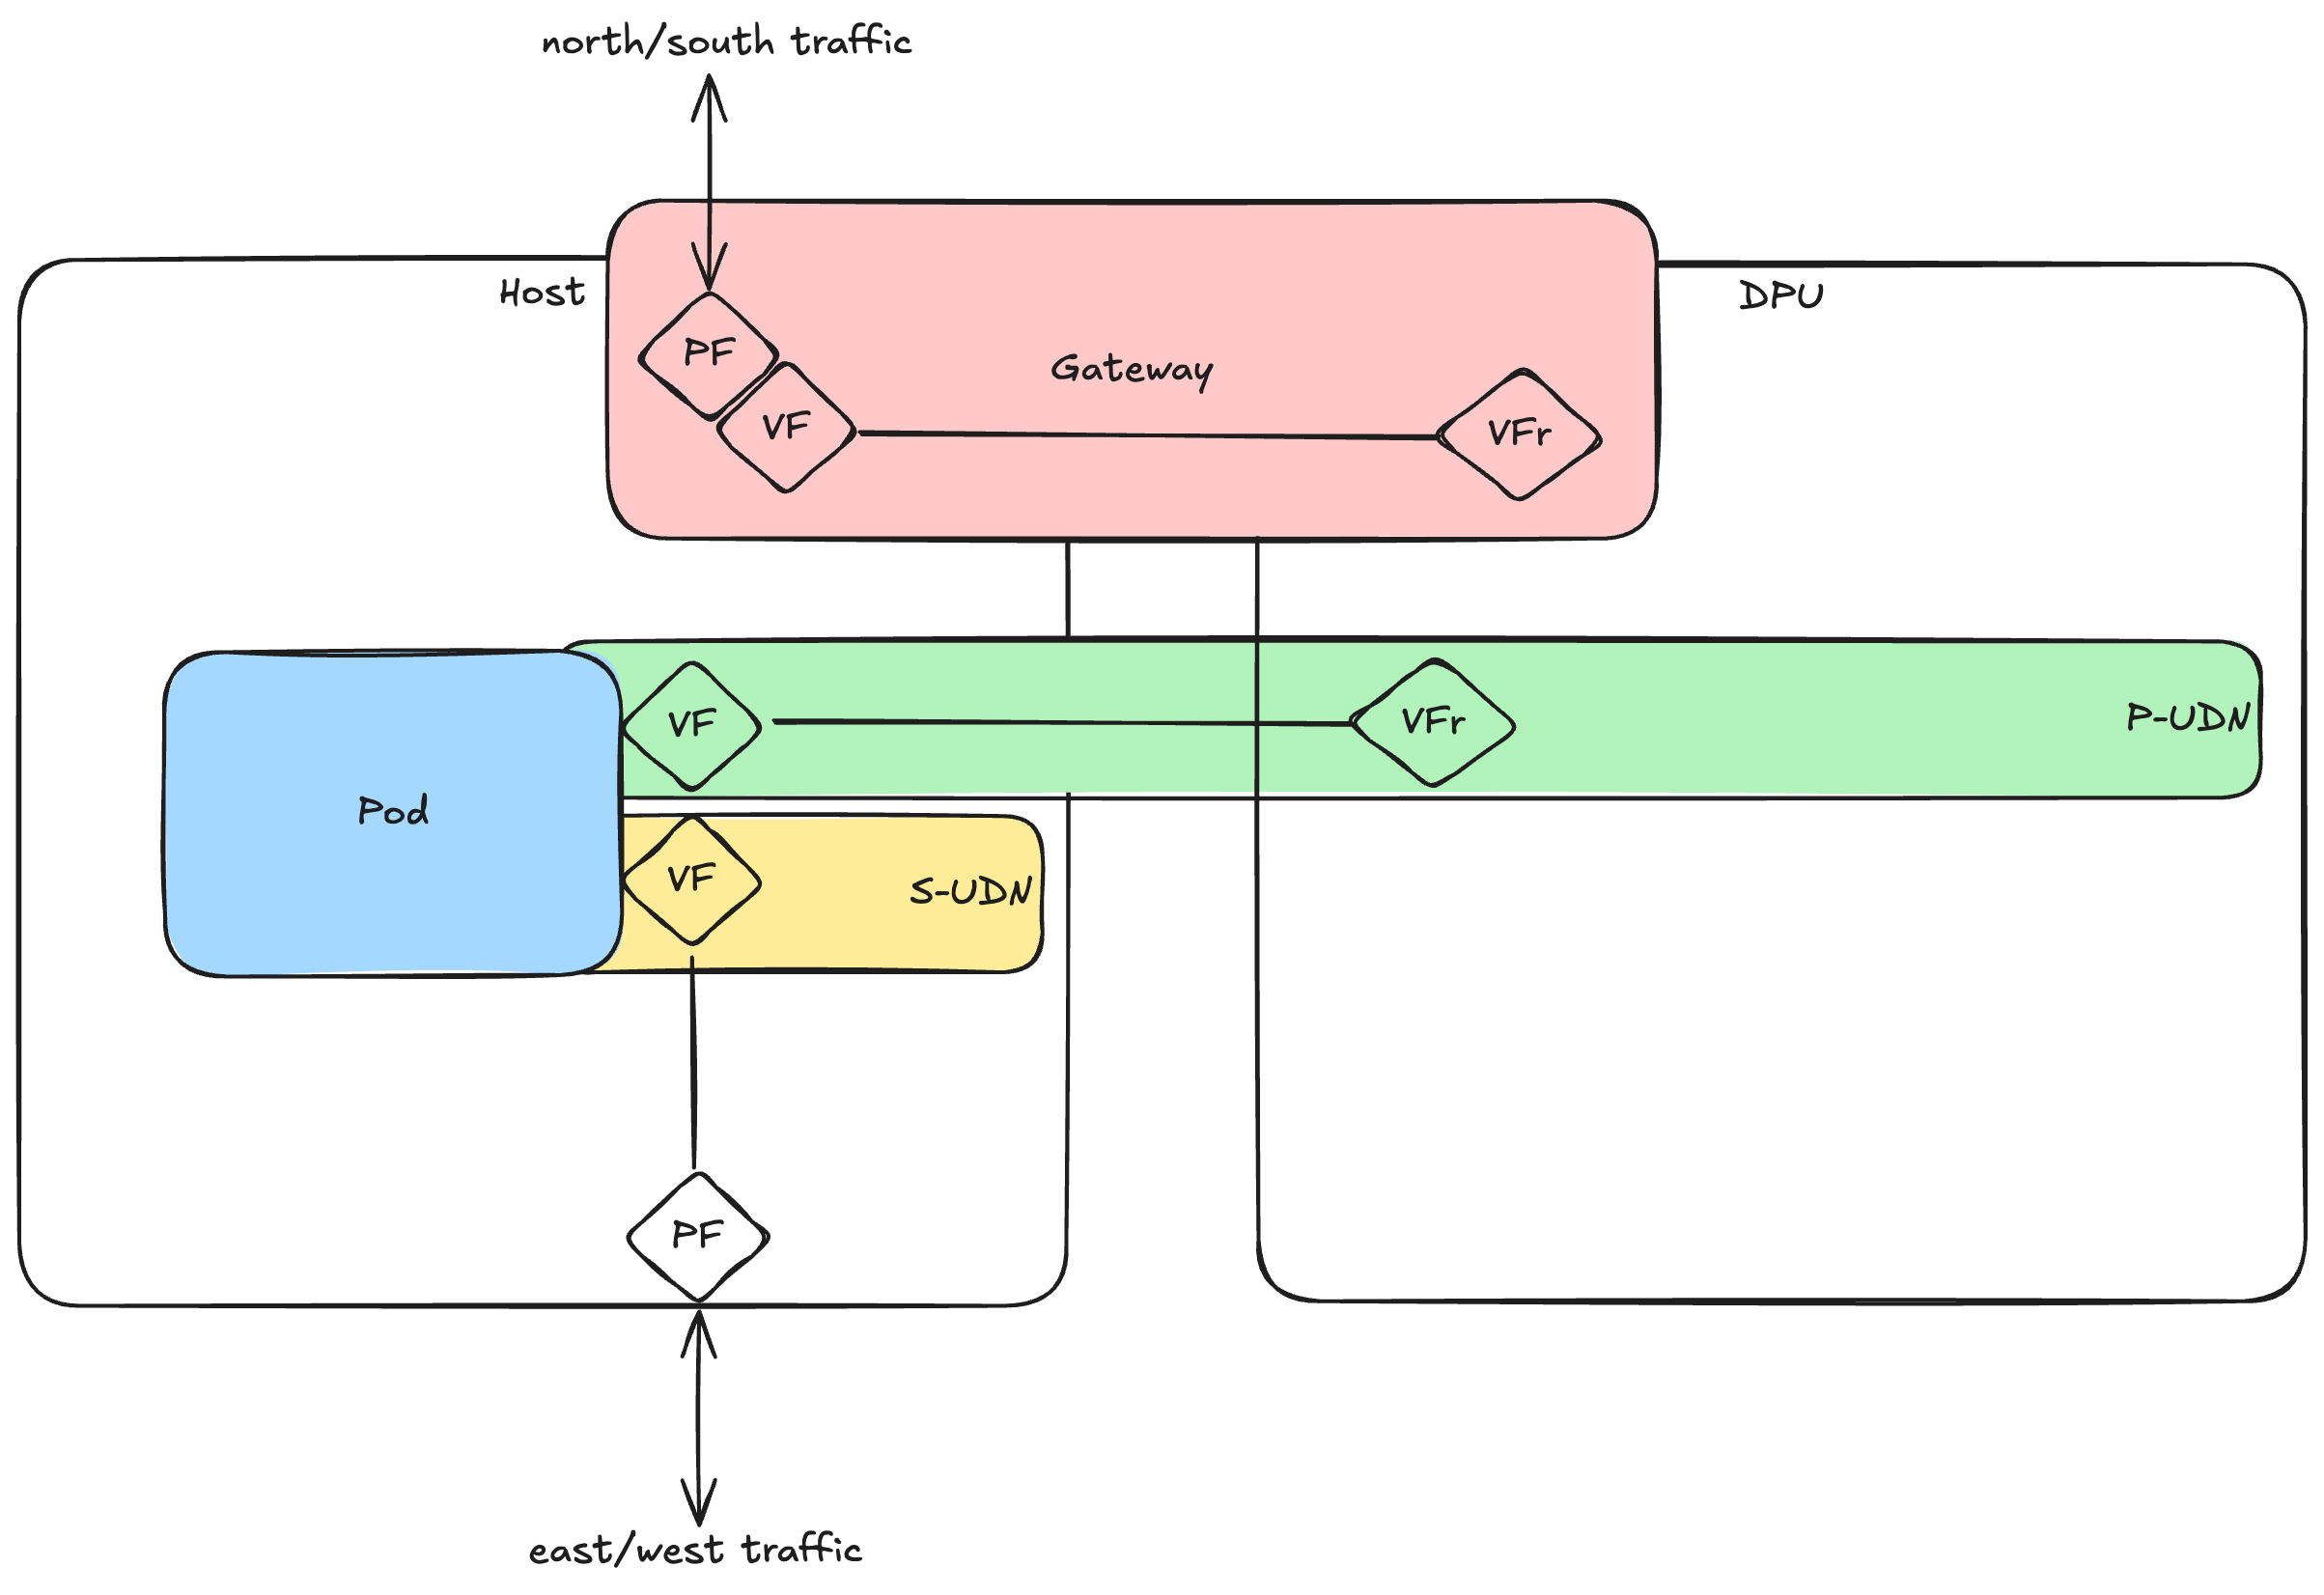 north/south traffic
Host
DPU
PF
Gateway
VF
VFr
VF
VFr
P-UDN
Pod
VF
S-UDN
PF
east/west traffic